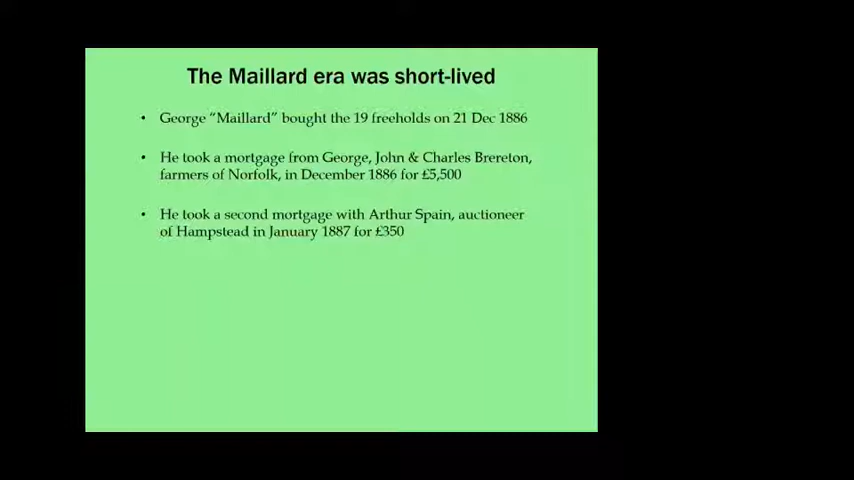 The Maillard era was short-lived
• George “Maillard” bought the 19 freeholds on 21 Dec 1886
• He took a mortgage from George, John & Charles Brereton,
farmers of Norfolk, in December 1886 for £5,500
• He took a second mortgage with Arthur Spain, auctioneer
of Hampstead in January 1887 for £350